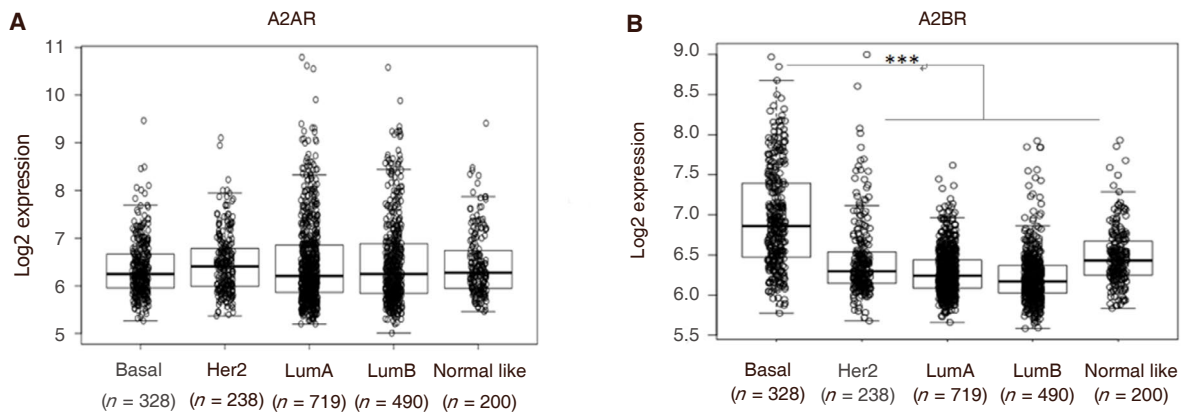 A
A2AR
Log2 expression
11
10
9
8
7
6
5
Basal Her2 LumA LumB Normal like
(n = 328) (n = 238) (n = 719) (n = 490) (n = 200)
B
A2BR
Log2 expression
9.0
8.5
8.0
7.5
7.0
6.5
6.0
5.5
***
Basal Her2 LumA LumB Normal like
(n = 328) (n = 238) (n = 719) (n = 490) (n = 200)